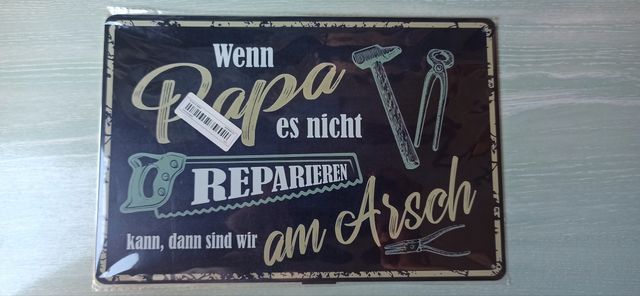 Wenn
Papa
es nicht
REPARIEREN
kann, dann sind wir
am Arsch